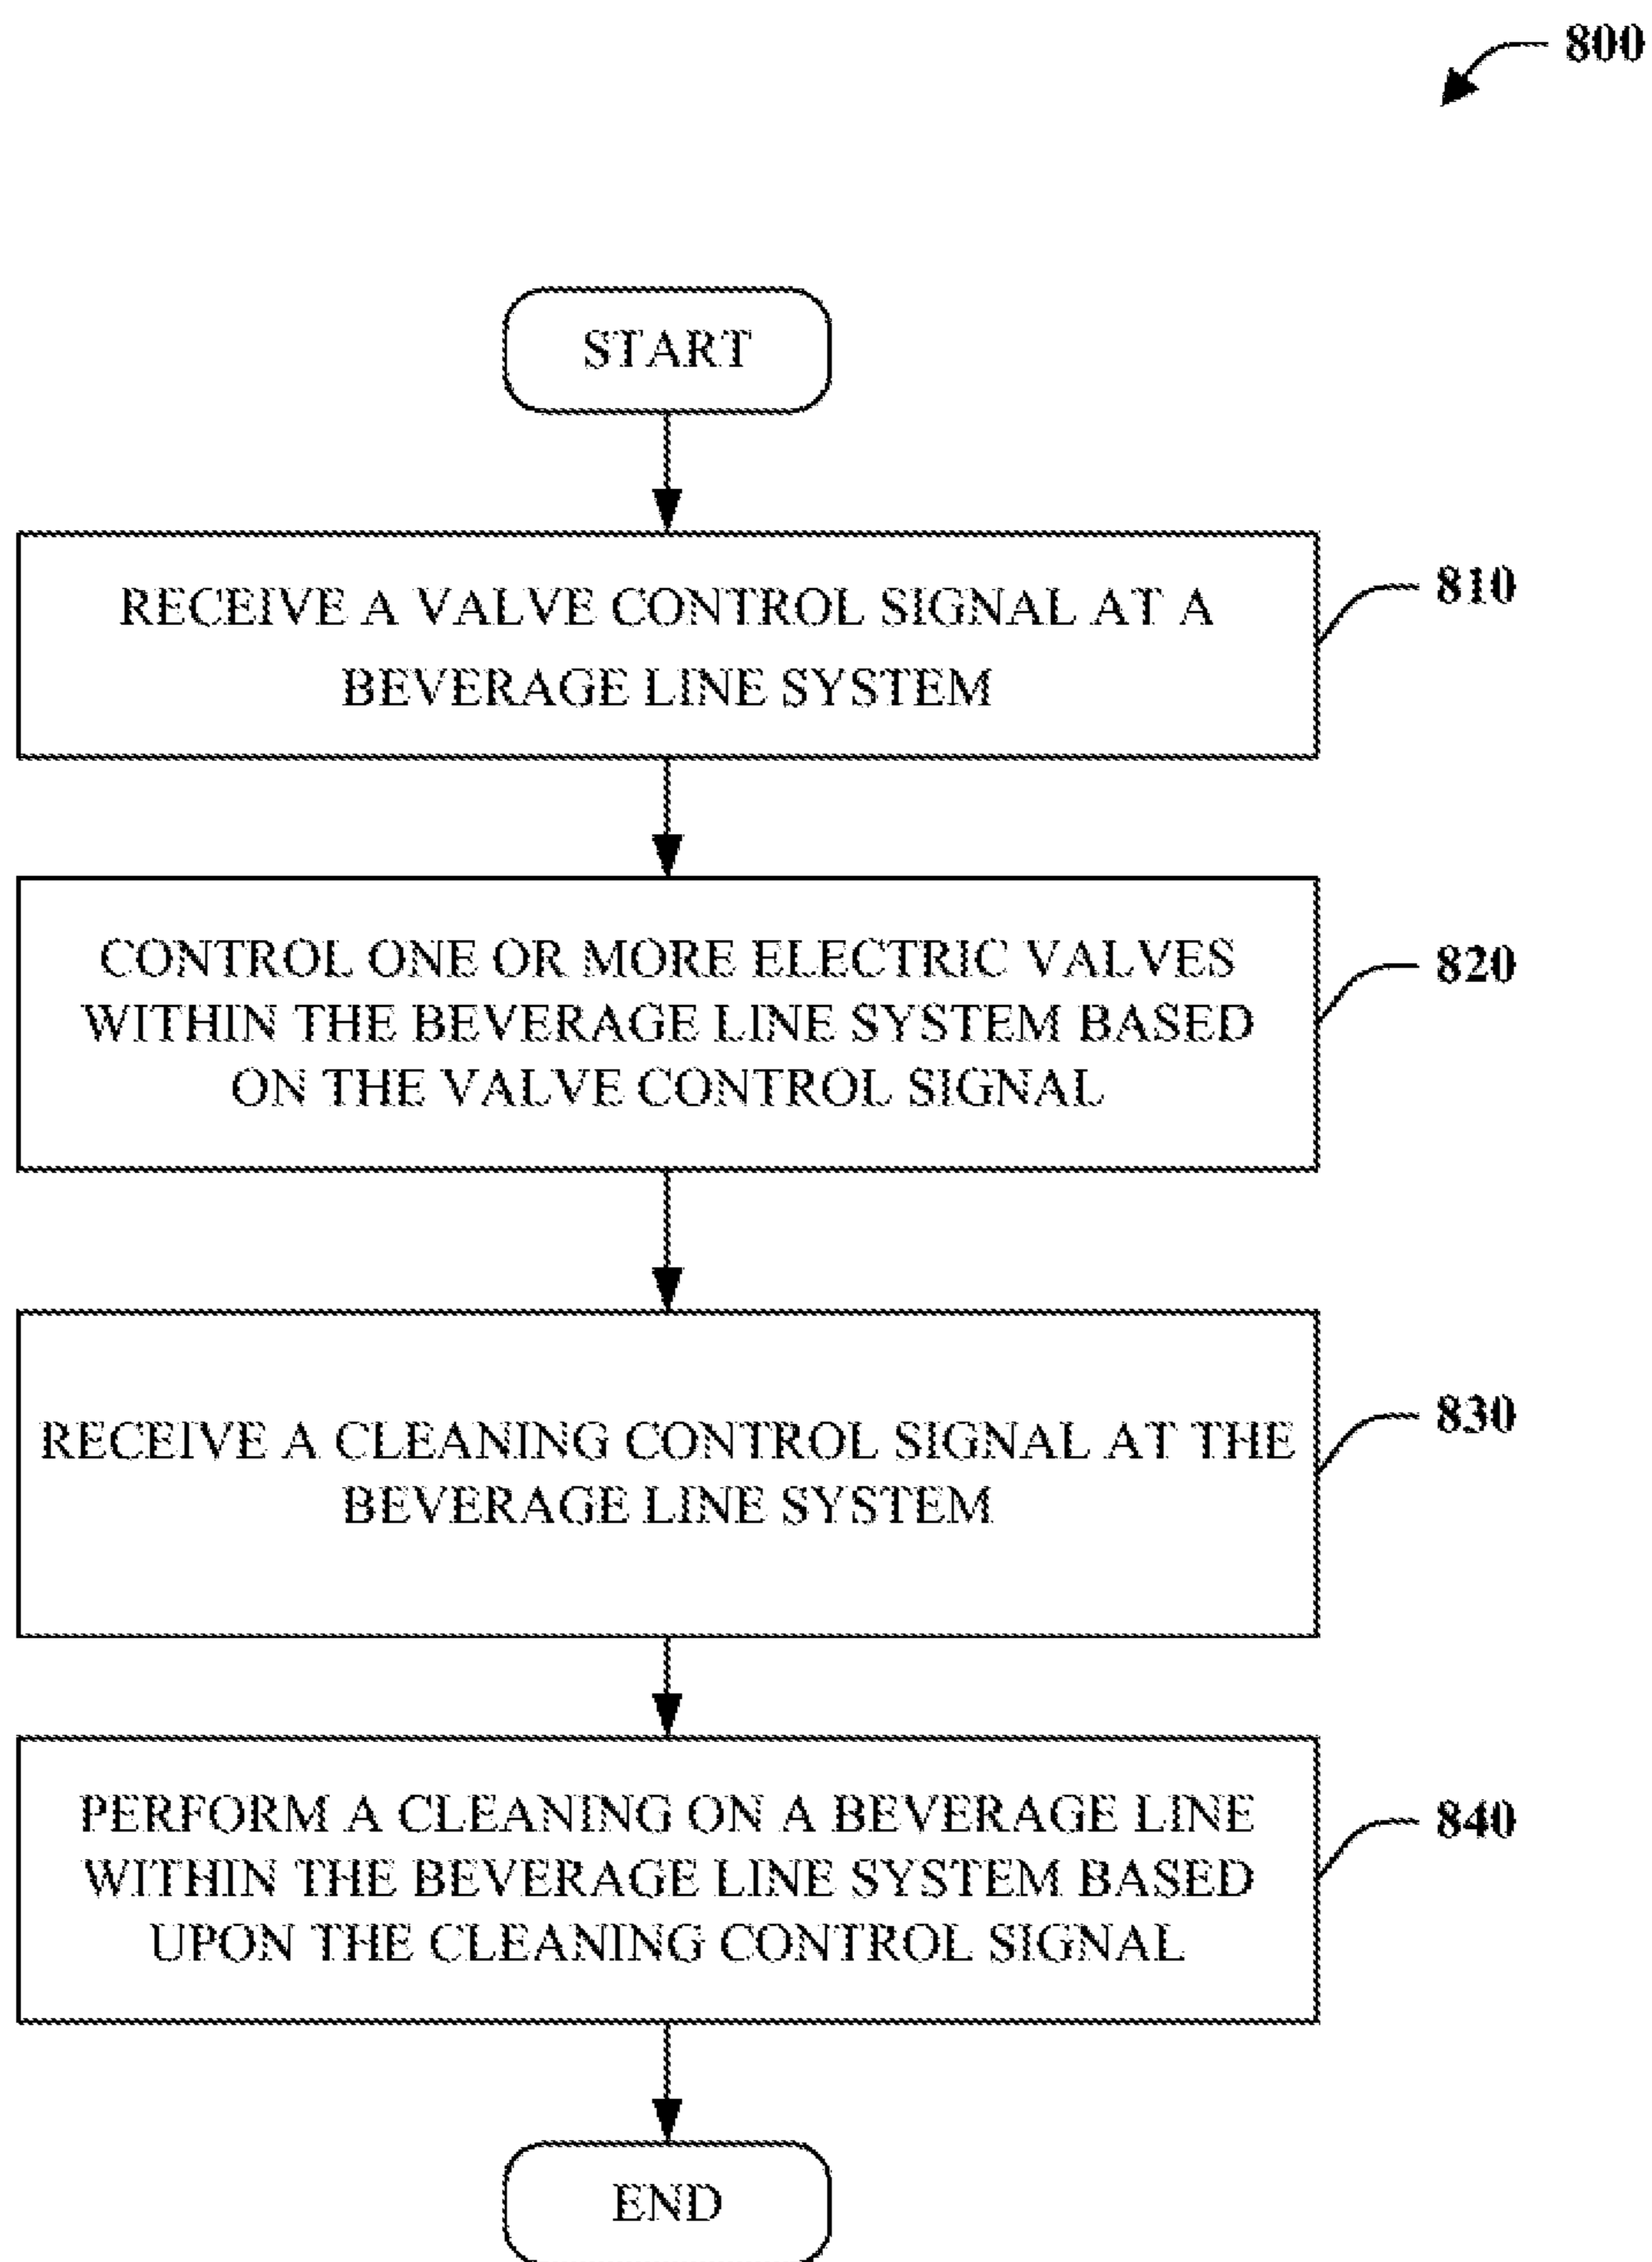 800
START
RECEIVE A VALVE CONTROL SIGNAL AT A
BEVERAGE LINE SYSTEM
810
CONTROL ONE OR MORE ELECTRIC VALVES
WITHIN THE BEVERAGE LINE SYSTEM BASED
ON THE VALVE CONTROL SIGNAL
820
RECEIVE A CLEANING CONTROL SIGNAL AT THE
BEVERAGE LINE SYSTEM
830
PERFORM A CLEANING ON A BEVERAGE LINE
WITHIN THE BEVERAGE LINE SYSTEM BASED
UPON THE CLEANING CONTROL SIGNAL
840
END